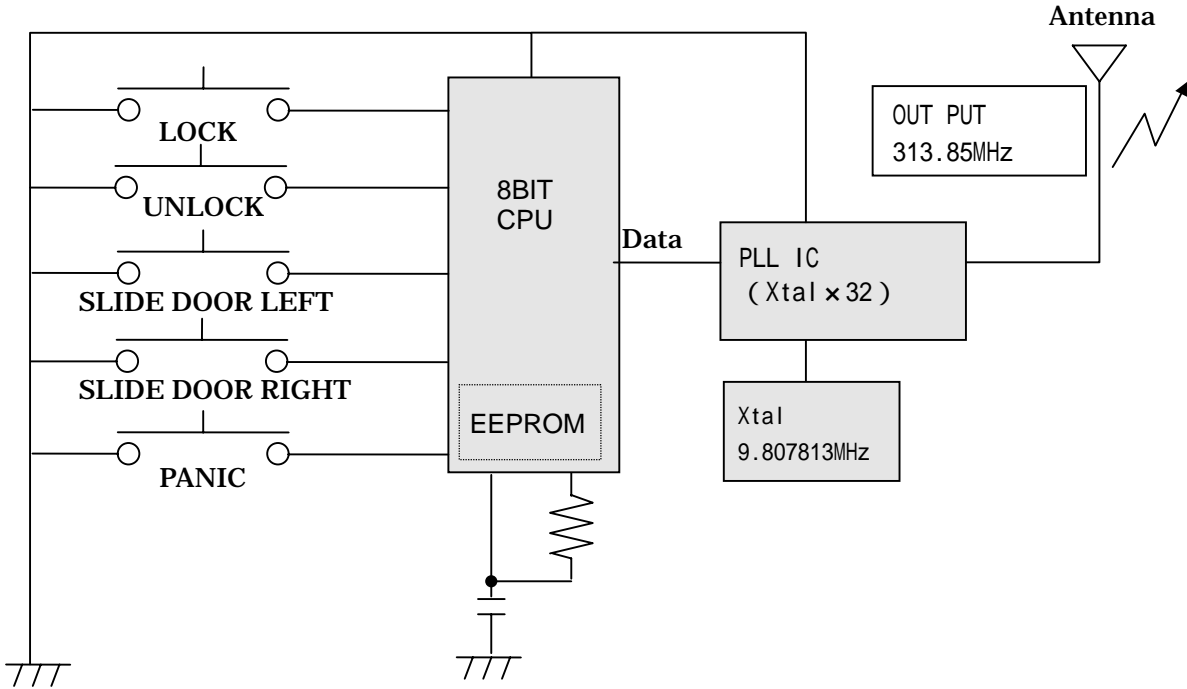 Antenna
OUT PUT
313.85MHz
LOCK
UNLOCK
8BIT
CPU
Data
PLL IC
(Xtal×32)
SLIDE DOOR LEFT
SLIDE DOOR RIGHT
EEPROM
Xtal
9.807813MHz
PANIC